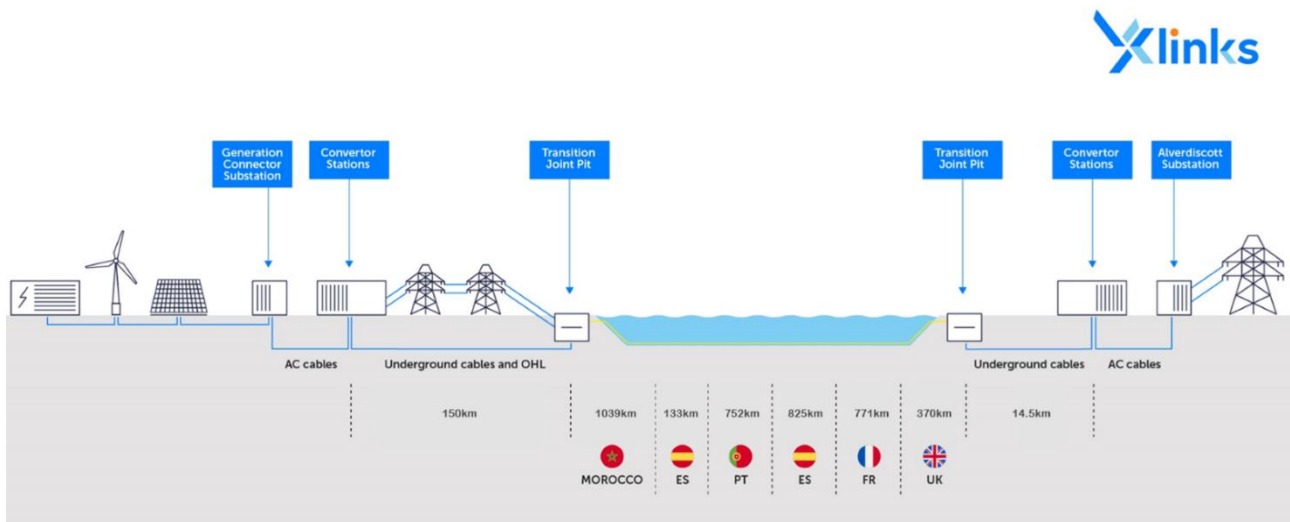 Xlinks
Generation
Connector
Substation
Convertor
Stations
Transition
Joint Pit
Transition
Joint Pit
Convertor
Stations
Alverdiscott
Substation
AC cables
Underground cables and OHL
Underground cables
AC cables
150km
1039km
133km
752km
825km
771km
370km
14.5km
MOROCCO
ES
PT
ES
FR
UK